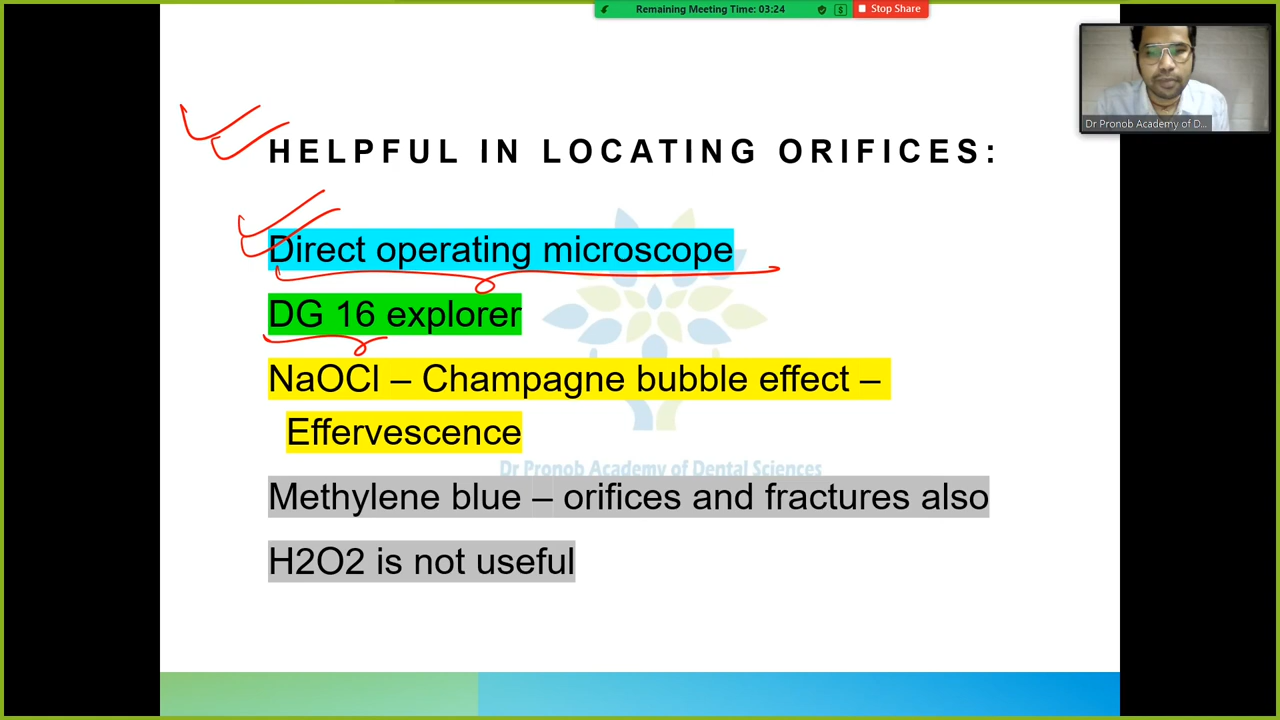 Remaining Meeting Time: 03:24
Stop Share
Dr Pronob Academy of D...
HELPFUL IN LOCATING ORIFICES:
Direct operating microscope
DG 16 explorer
NaOCl – Champagne bubble effect –
Effervescence
Dr Pronob Academy of Dental Sciences
Methylene blue – orifices and fractures also
H2O2 is not useful